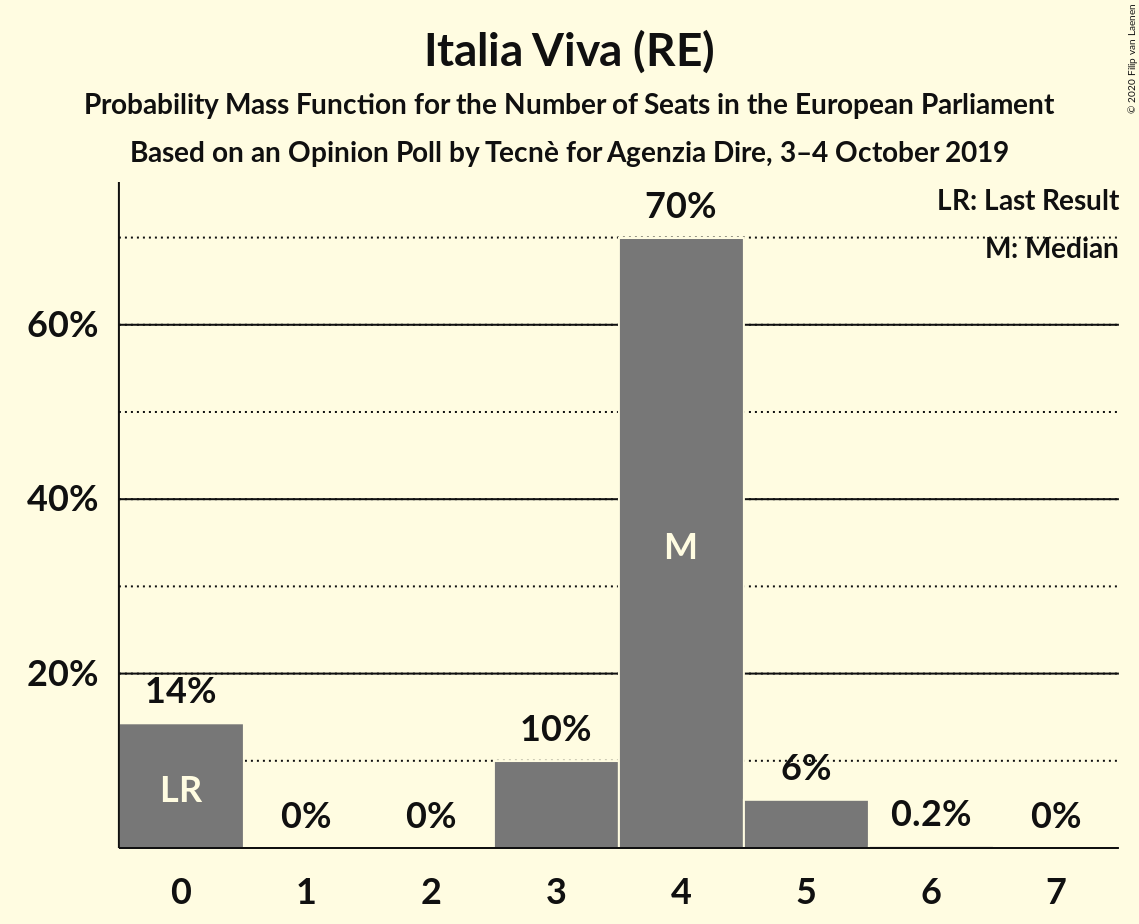 Italia Viva (RE)
Probability Mass Function for the Number of Seats in the European Parliament
Based on an Opinion Poll by Tecnè for Agenzia Dire, 3–4 October 2019
© 2020 Filip van Laenen
LR: Last Result
M: Median
70%
60%
40%
20%
14%
10%
6%
0%
0%
0.2%
0%
M
LR
0 1 2 3 4 5 6 7